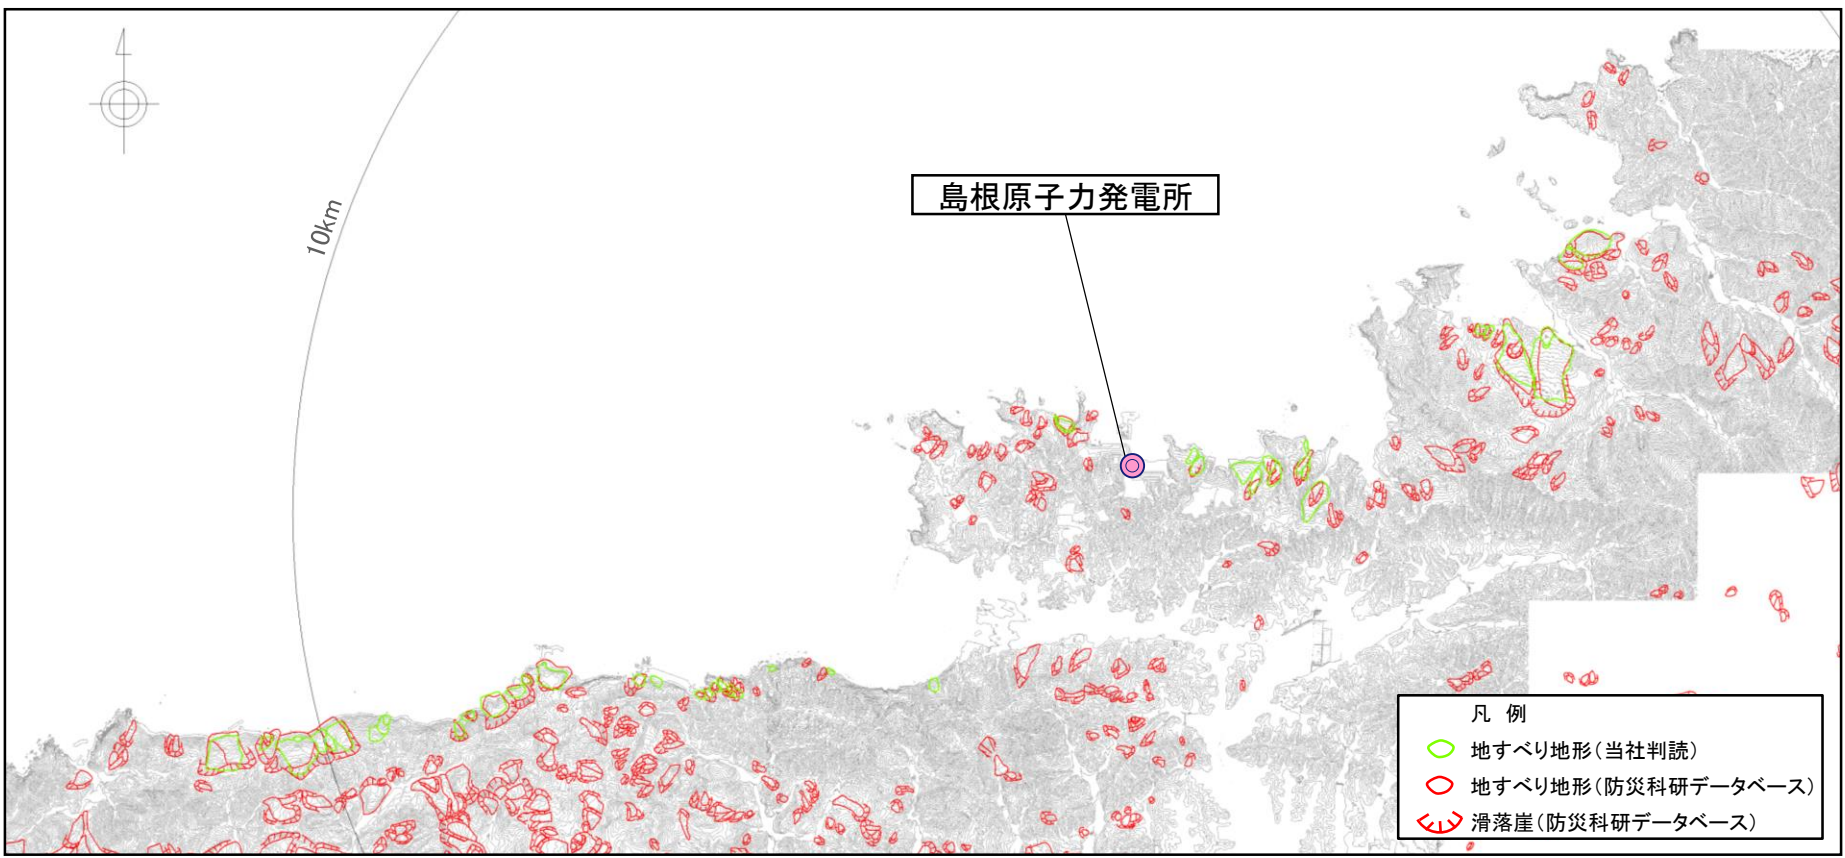 島根原子力発電所
10km
凡 例
地すべり地形(当社判読)
地すべり地形(防災科研データベース)
滑落崖(防災科研データベース)